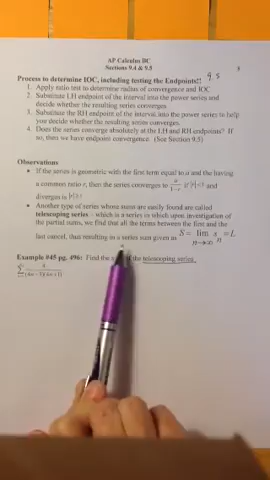 AP Calculus BC
Sections 9.4 & 9.5
Process to determine IOC, including testing the Endpoints!! 9.5
1. Apply ratio test to determine radius of convergence and IOC
2. Substitute LH endpoint of the interval into the power series and
decide whether the resulting series converges
3. Substitute the RH endpoint of the interval into the power series to help
you decide whether the resulting series converges.
4. Does the series converge absolutely at the LH and RH endpoints? If
so, then we have endpoint convergence. (See Section 9.5)
Observations
• If the series is geometric with the first term equal to a and the having
a common ratio r, then the series converges to a/(1-r) if |r|<1 and
diverges is |r|≥1
• Another type of series whose sums are easily found are called
telescoping series – which is a series in which upon investigation of
the partial sums, we find that all the terms between the first and the
last cancel, thus resulting in a series sum given as S = lim n→∞ s n = L
Example #45 pg. 496: Find the of the telescoping series.